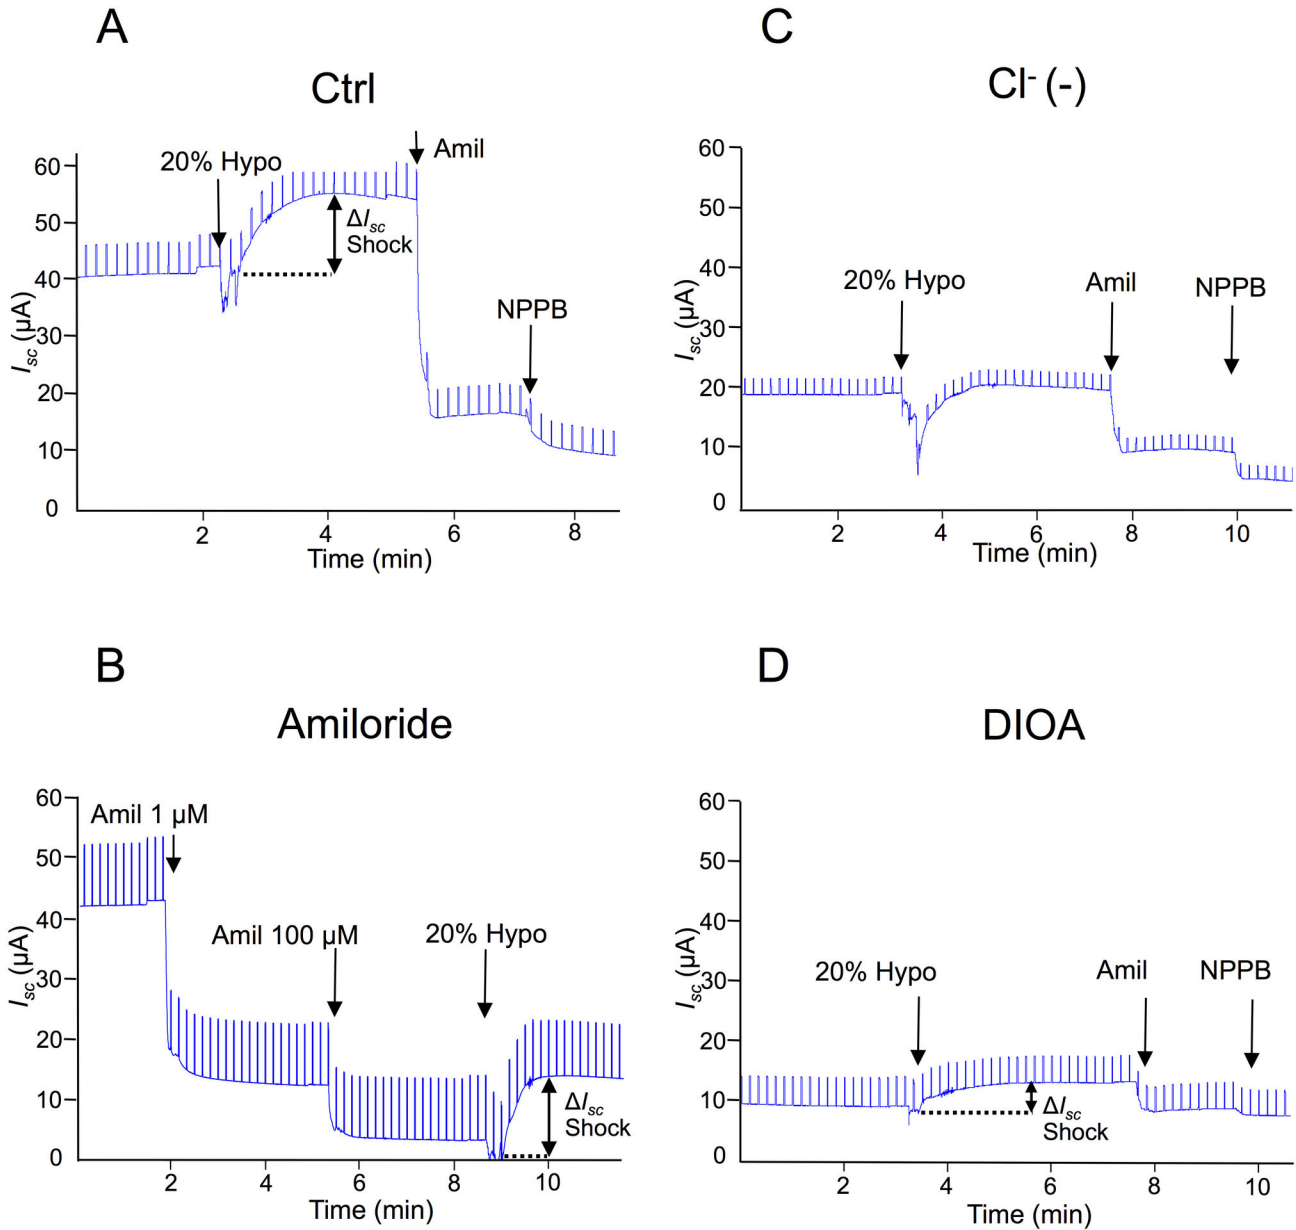 A
Ctrl
20% Hypo
Amil
ΔIsc
Shock
NPPB
60
50
40
30
20
10
0
Isc (µA)
2
4
6
8
Time (min)
C
Cl- (-)
20% Hypo
Amil
NPPB
60
50
40
30
20
10
0
Isc (µA)
2
4
6
8
10
Time (min)
B
Amiloride
Amil 1 µM
Amil 100 µM
20% Hypo
ΔIsc
Shock
60
50
40
30
20
10
0
Isc (µA)
2
4
6
8
10
Time (min)
D
DIOA
20% Hypo
Amil
NPPB
ΔIsc
Shock
60
50
40
30
20
10
0
Isc (µA)
2
4
6
8
10
Time (min)